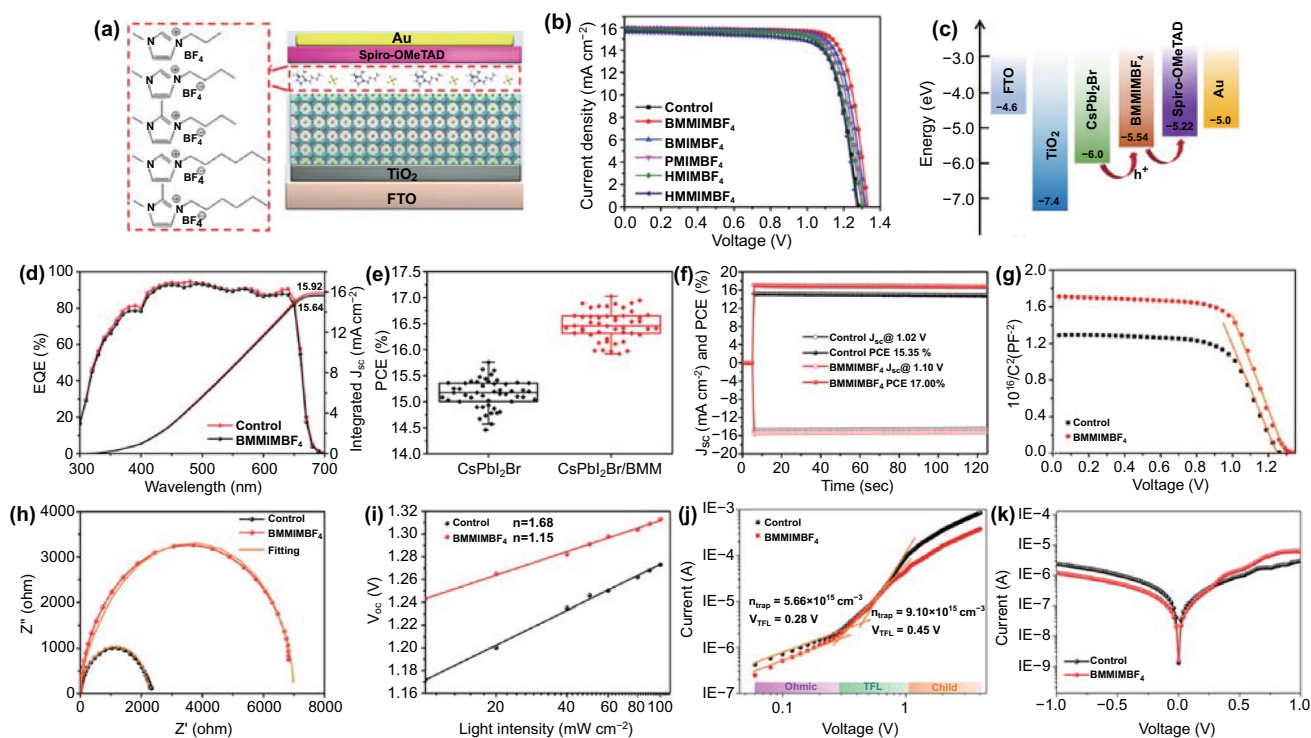 (a)
N
N
⊕
BF4
N
N
⊕
BF4
⊖
N
N
⊕
BF4
⊖
N
N
⊕
BF4
⊖
N
N
⊕
BF4
⊖
Au
Spiro-OMeTAD
TiO2
FTO
(b)
Current density (mA cm−2)
16
14
12
10
8
6
4
2
0
Control
BMMIMBF4
BMIMBF4
PMIMBF4
HMIMBF4
HMMIMBF4
0.0 0.2 0.4 0.6 0.8 1.0 1.2 1.4
Voltage (V)
(c)
Energy (eV)
−3.0
−4.0
−5.0
−6.0
−7.0
FTO
−4.6
TiO2
−7.4
CsPbI2Br
−6.0
BMMIMBF4
−5.54
Spiro-OMeTAD
−5.22
Au
−5.0
h+
(d)
EQE (%)
100
80
60
40
20
0
Control
BMMIMBF4
15.92
15.64
16
12
8
4
0
Integrated Jsc (mA cm−2)
300 400 500 600 700
Wavelength (nm)
(e)
PCE (%)
17.5
17.0
16.5
16.0
15.5
15.0
14.5
14.0
CsPbI2Br CsPbI2Br/BMM
(f)
Jsc (mA cm−2) and PCE (%)
20
16
12
8
4
0
−4
−8
−12
−16
−20
Control Jsc@ 1.02 V
Control PCE 15.35 %
BMMIMBF4 Jsc@ 1.10 V
BMMIMBF4 PCE 17.00%
0 20 40 60 80 100 120
Time (sec)
(g)
10^16/C^2(PF^-2)
2.0
1.6
1.2
0.8
0.4
0.0
Control
BMMIMBF4
0.0 0.2 0.4 0.6 0.8 1.0 1.2
Voltage (V)
(h)
Z" (ohm)
4000
3000
2000
1000
0
Control
BMMIMBF4
Fitting
0 2000 4000 6000 8000
Z' (ohm)
(i)
Voc (V)
1.32
1.28
1.24
1.20
1.16
Control n=1.68
BMMIMBF4 n=1.15
20 40 60 80 100
Light intensity (mW cm−2)
(j)
Current (A)
IE−3
IE−4
IE−5
IE−6
IE−7
Control
BMMIMBF4
ntrap = 5.66×10^15 cm−3
VTFL = 0.28 V
ntrap = 9.10×10^15 cm−3
VTFL = 0.45 V
Ohmic TFL Child
0.1 1
Voltage (V)
(k)
Current (A)
IE−4
IE−5
IE−6
IE−7
IE−8
IE−9
Control
BMMIMBF4
−1.0 −0.5 0.0 0.5 1.0
Voltage (V)